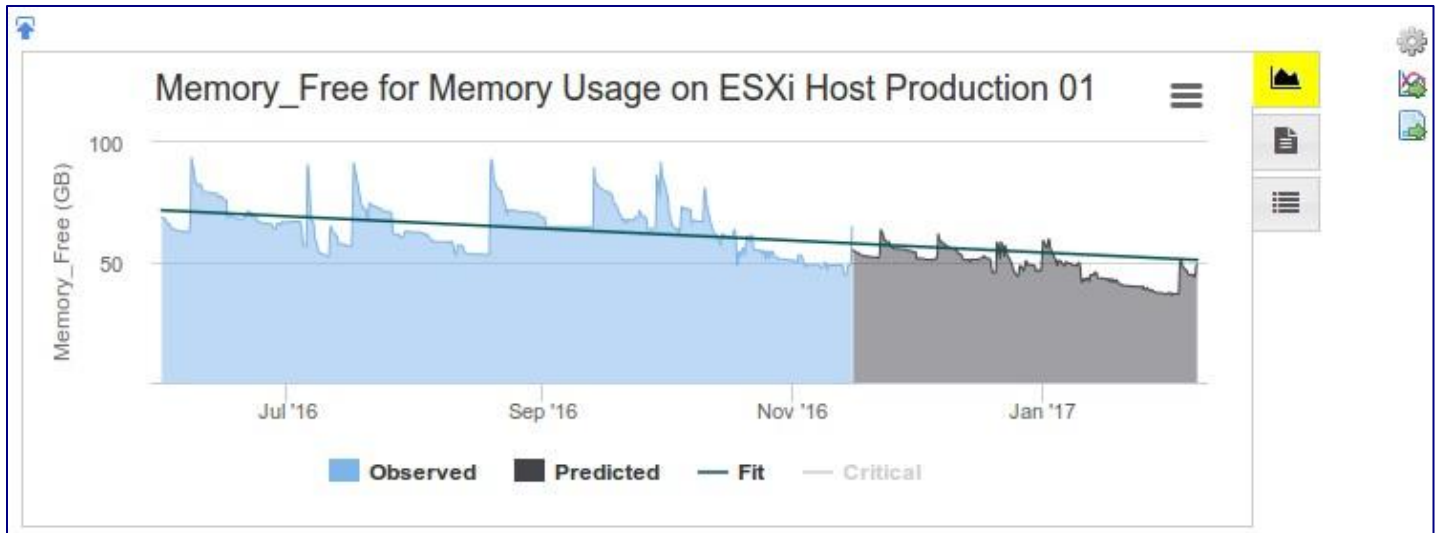 Memory_Free for Memory Usage on ESXi Host Production 01
Memory_Free (GB)
100
50
Jul '16
Sep '16
Nov '16
Jan '17
Observed
Predicted
Fit
Critical